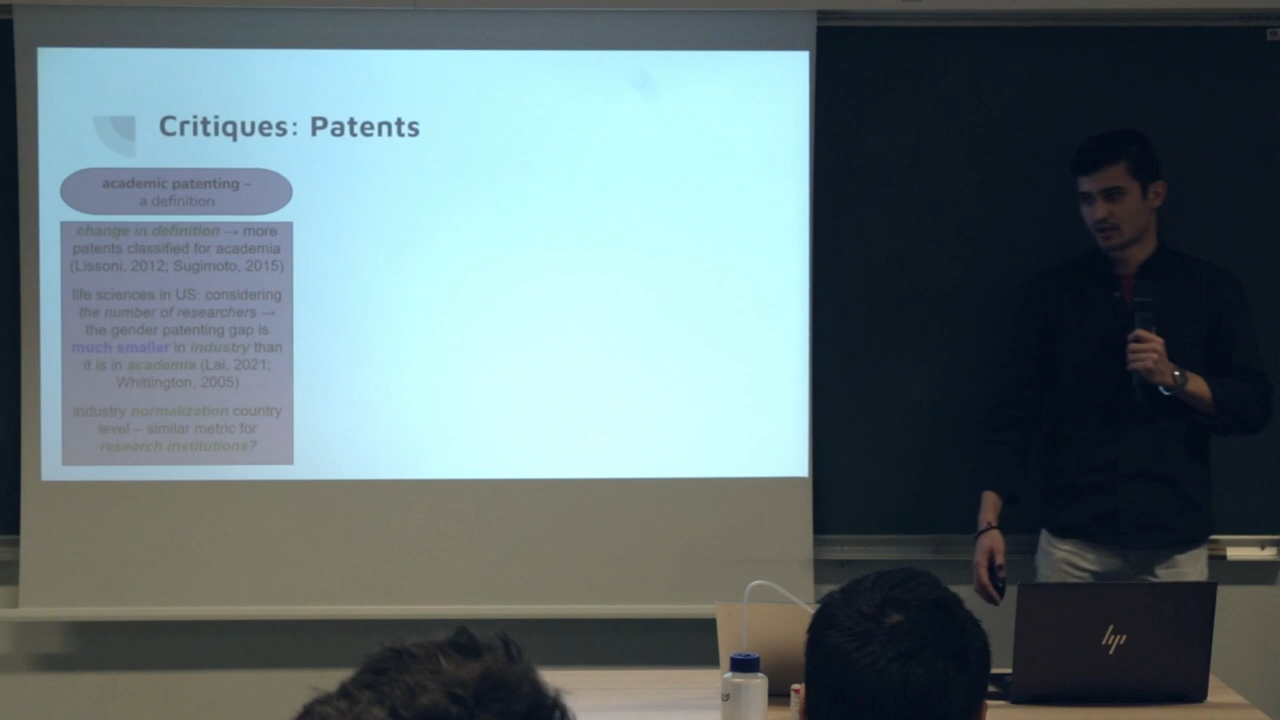 Critiques: Patents
academic patenting –
a definition
change in definition → more
patents classified for academia
(Lissoni, 2012; Sugimoto, 2015)
life sciences in US: considering
the number of researchers →
the gender patenting gap is
much smaller in industry than
it is in academia (Lai, 2021;
Whittington, 2005)
industry normalization country
level – similar metric for
research institutions?
hp